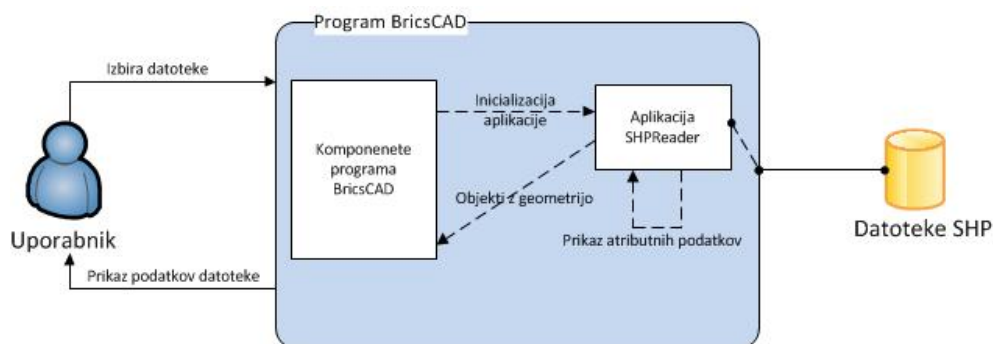 Program BricsCAD
Izbira datoteke
Inicializacija
aplikacije
Aplikacija
SHPReader
Komponenete
programa
BricsCAD
Objekti z geometrijo
Prikaz atributnih podatkov
Uporabnik
Datoteke SHP
Prikaz podatkov datoteke